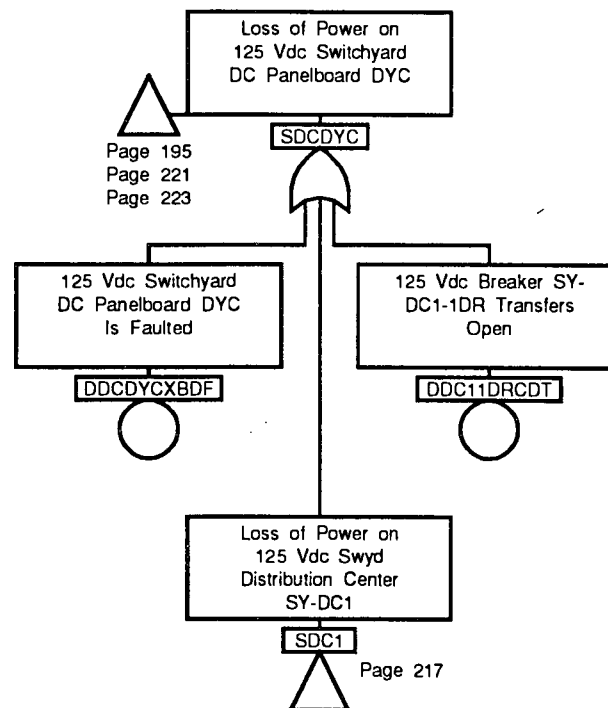 Loss of Power on
125 Vdc Switchyard
DC Panelboard DYC
SDCDYC
Page 195
Page 221
Page 223
125 Vdc Switchyard
DC Panelboard DYC
Is Faulted
DDCDYCXBDF
125 Vdc Breaker SY-
DC1-1DR Transfers
Open
DDC11DRCDT
Loss of Power on
125 Vdc Swyd
Distribution Center
SY-DC1
SDC1
Page 217